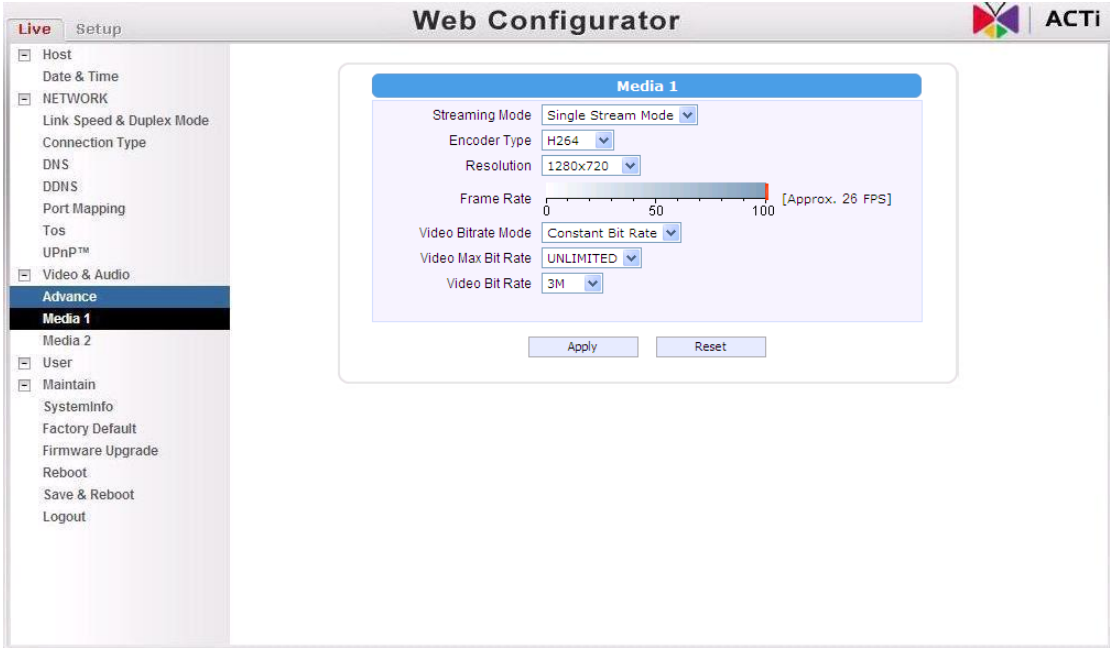 Live Setup
Web Configurator
ACTi
Host
Date & Time
NETWORK
Link Speed & Duplex Mode
Connection Type
DNS
DDNS
Port Mapping
Tos
UPnP™
Video & Audio
Advance
Media 1
Media 2
User
Maintain
SystemInfo
Factory Default
Firmware Upgrade
Reboot
Save & Reboot
Logout
Media 1
Streaming Mode Single Stream Mode
Encoder Type H264
Resolution 1280x720
Frame Rate [Approx. 26 FPS]
0 50 100
Video Bitrate Mode Constant Bit Rate
Video Max Bit Rate UNLIMITED
Video Bit Rate 3M
Apply Reset